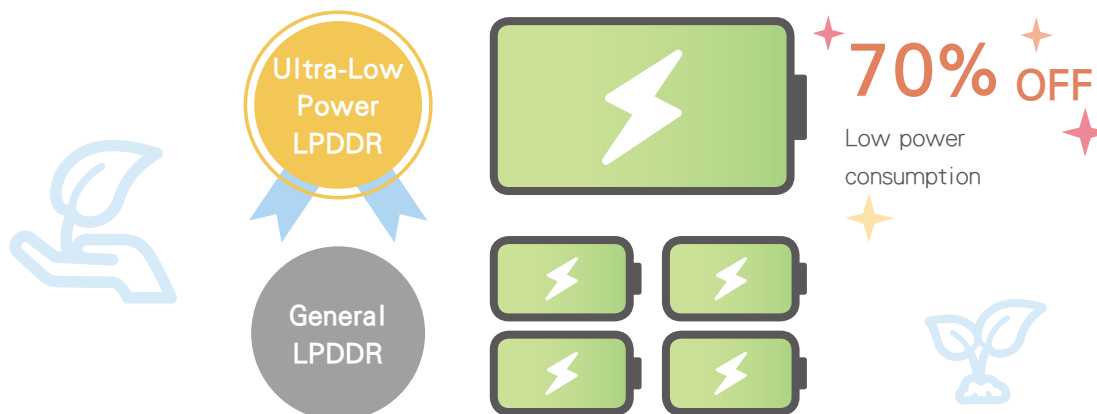 Ultra-Low
Power
LPDDR
70% OFF
Low power
consumption
General
LPDDR